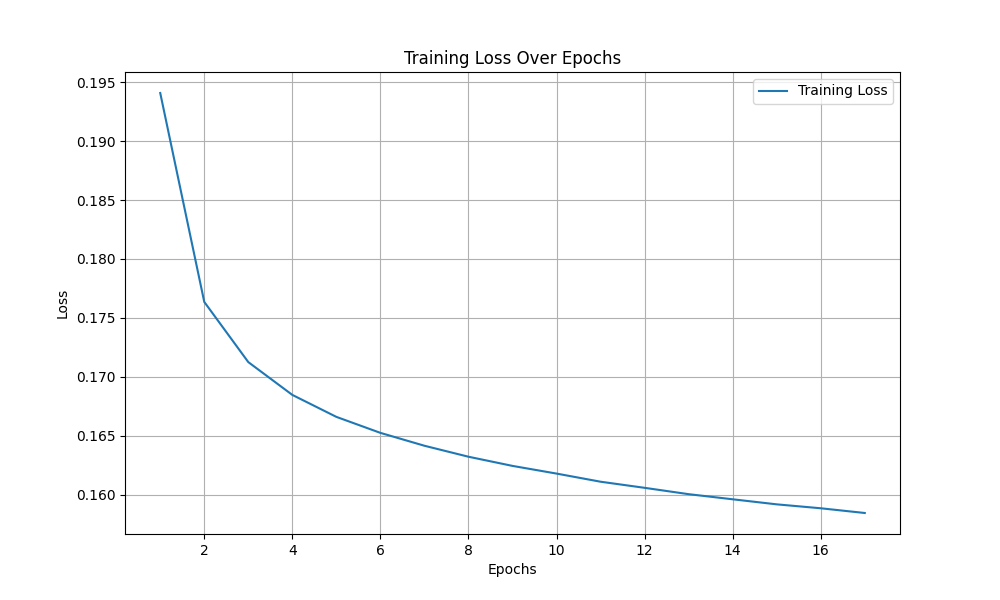 Training Loss Over Epochs
Training Loss
0.195
0.190
0.185
0.180
0.175
0.170
0.165
0.160
Loss
2 4 6 8 10 12 14 16
Epochs